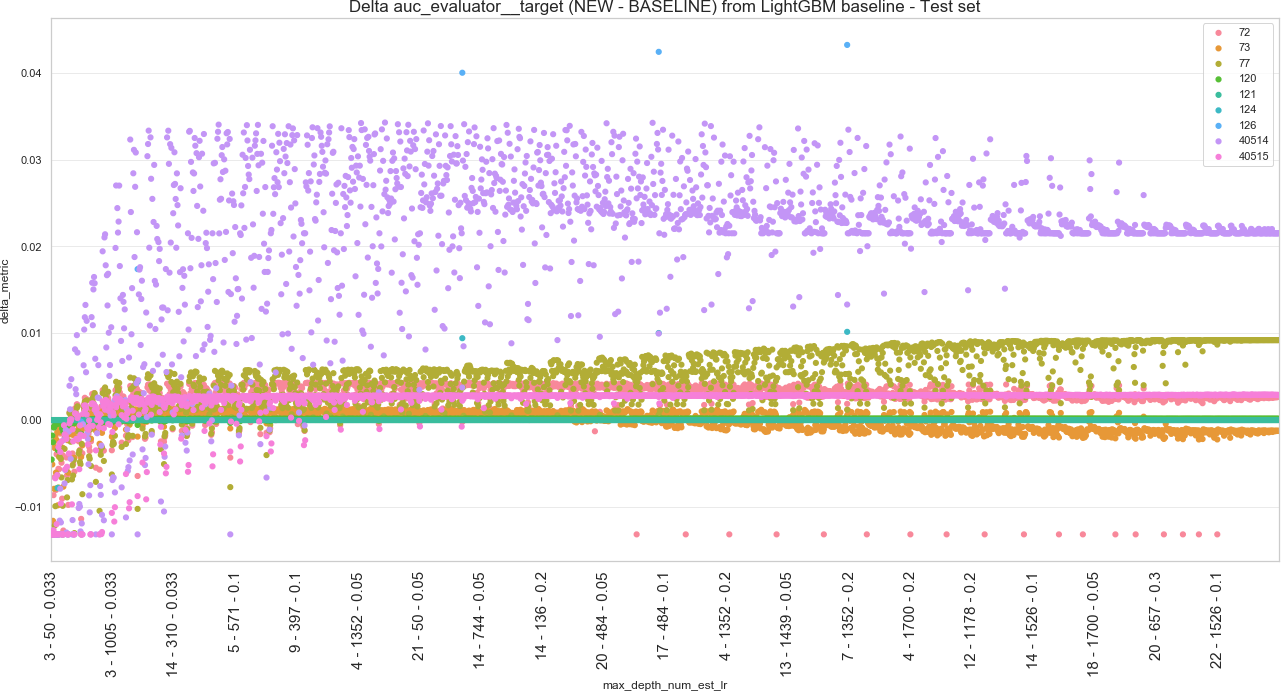 Delta auc_evaluator__target (NEW - BASELINE) from LightGBM baseline - Test set
72
73
77
120
121
124
126
40514
40515
delta_metric
0.04
0.03
0.02
0.01
0.00
−0.01
3 - 50 - 0.033
3 - 1005 - 0.033
14 - 310 - 0.033
5 - 571 - 0.1
9 - 397 - 0.1
4 - 1352 - 0.05
21 - 50 - 0.05
14 - 744 - 0.05
14 - 136 - 0.2
20 - 484 - 0.05
17 - 484 - 0.1
4 - 1352 - 0.2
13 - 1439 - 0.05
7 - 1352 - 0.2
4 - 1700 - 0.2
12 - 1178 - 0.2
14 - 1526 - 0.1
18 - 1700 - 0.05
20 - 657 - 0.3
22 - 1526 - 0.1
max_depth_num_est_lr